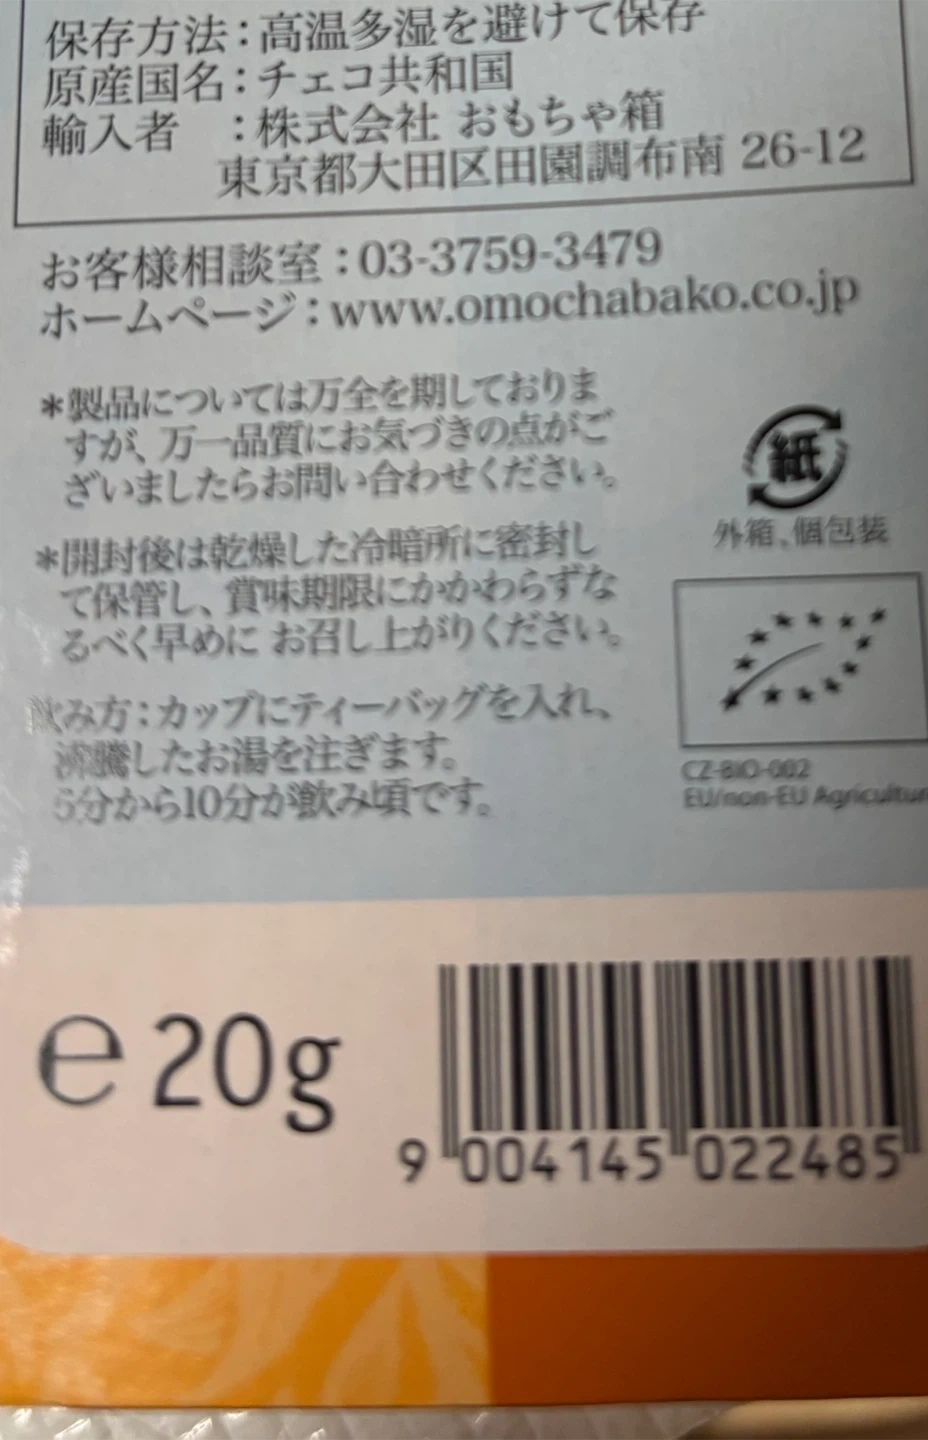 保存方法：高温多湿を避けて保存
原産国名：チェコ共和国
輸入者　：株式会社 おもちゃ箱
東京都大田区田園調布南 26-12
お客様相談室：03-3759-3479
ホームページ：www.omochabako.co.jp
＊製品については万全を期しておりま
すが、万一品質にお気づきの点がご
ざいましたらお問い合わせください。
＊開封後は乾燥した冷暗所に密封し
て保管し、賞味期限にかかわらずな
るべく早めに お召し上がりください。
飲み方：カップにティーバッグを入れ、
沸騰したお湯を注ぎます。
5分から10分が飲み頃です。
紙
外箱、個包装
CZ-BIO-002
EU/non-EU Agricultur
e 20g
9 004145 022485